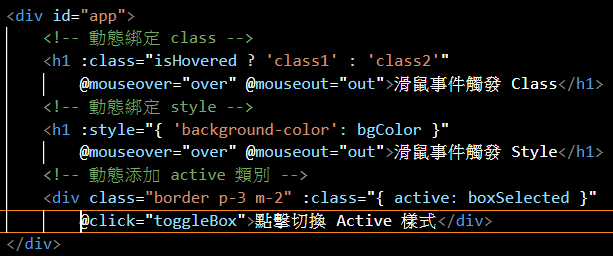 <div id="app">
<!-- 動態綁定 class -->
<h1 :class="isHovered ? 'class1' : 'class2'"
@mouseover="over" @mouseout="out">滑鼠事件觸發 Class</h1>
<!-- 動態綁定 style -->
<h1 :style="{ 'background-color': bgColor }"
@mouseover="over" @mouseout="out">滑鼠事件觸發 Style</h1>
<!-- 動態添加 active 類別 -->
<div class="border p-3 m-2" :class="{ active: boxSelected }"
@click="toggleBox">點擊切換 Active 樣式</div>
</div>